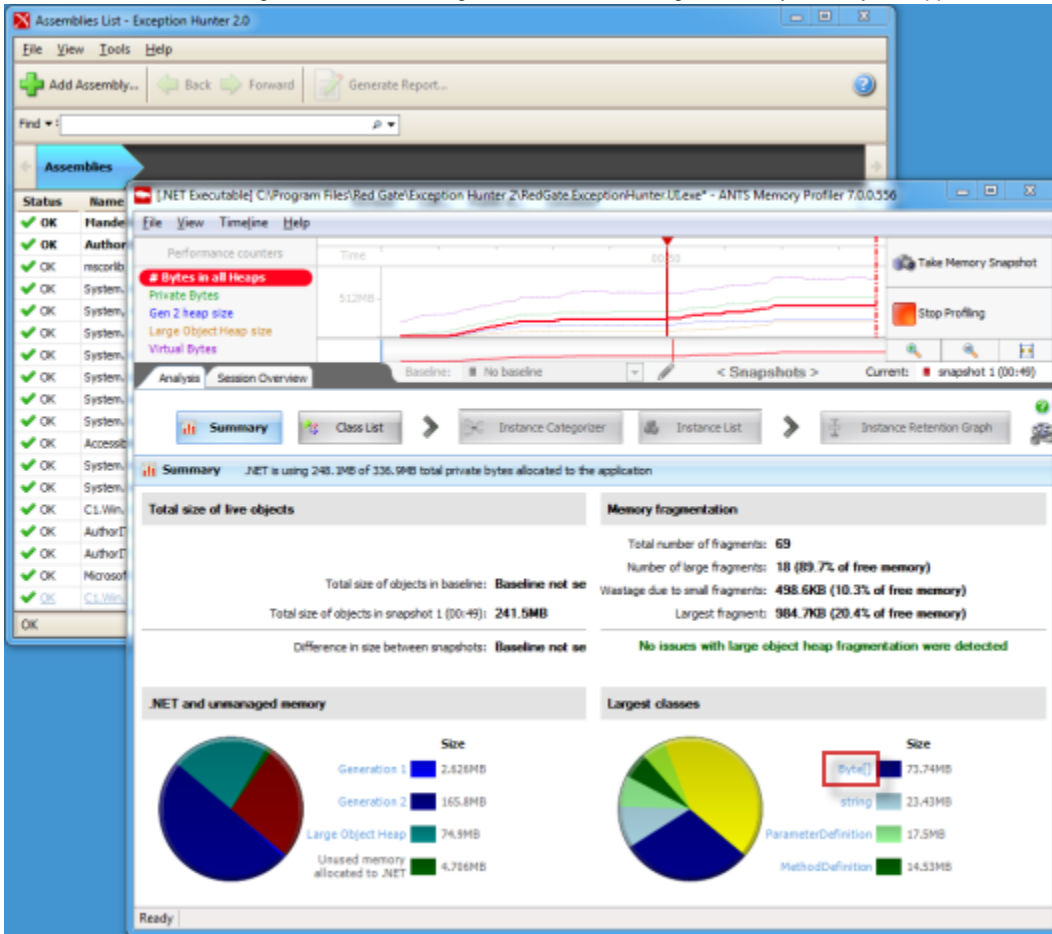 Assemblies List - Exception Hunter 2.0
File View Tools Help
Add Assembly... Back Forward Generate Report...
Find
Assemblies
Status Name
OK
OK Author
OK mscorlib
OK System.
OK System.
OK System.
OK System.
OK System.
OK System.
OK System.
OK
OK System.
OK System.
OK C1.Win.
OK
OK
OK Microsof
OK C1.Win.
OK
[.NET Executable] C:\Program Files\Red Gate\Exception Hunter 2\RedGate.ExceptionHunter.UI.exe* - ANTS Memory Profiler 7.0.0.556
File View Timeline Help
Performance counters Time
# Bytes in all Heaps
Private Bytes
Gen 2 heap size
Large Object Heap size
Virtual Bytes
512MB
Take Memory Snapshot
Stop Profiling
Analysis Session Overview Baseline: No baseline < Snapshots > Current: snapshot 1 (00:49)
Summary Class List Instance Categorizer Instance List Instance Retention Graph
Summary .NET is using 248.1MB of 336.9MB total private bytes allocated to the application
Total size of live objects
Total size of objects in baseline: Baseline not se
Total size of objects in snapshot 1 (00:49): 241.5MB
Difference in size between snapshots: Baseline not se
Memory fragmentation
Total number of fragments: 69
Number of large fragments: 18 (89.7% of free memory)
Wastage due to small fragments: 498.6KB (10.3% of free memory)
Largest fragment: 984.7KB (20.4% of free memory)
No issues with large object heap fragmentation were detected
.NET and unmanaged memory
Size
Generation 1 2.626MB
Generation 2 165.8MB
Large Object Heap 74.9MB
Unused memory
allocated to .NET 4.786MB
Largest classes
Size
Byte[] 73.74MB
string 23.43MB
ParameterDefinition 17.5MB
MethodDefinition 14.53MB
Ready